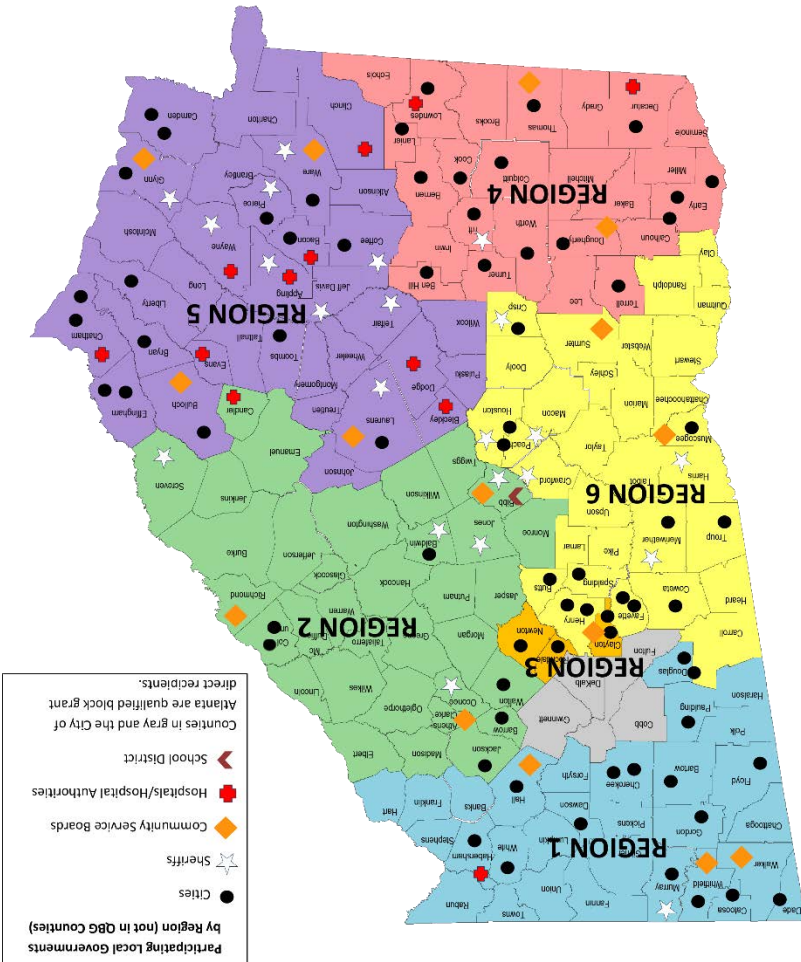 Participating Local Governments
by Region (not in QBG Counties)
Cities
Sheriffs
Community Service Boards
Hospitals/Hospital Authorities
School District
Counties in gray and the City of
Atlanta are qualified block grant
direct recipients.
REGION 1
Dade
Catoosa
Walker
Whitfield
Murray
Fannin
Union
Towns
Rabun
White
Habersham
Stephens
Chattooga
Gordon
Pickens
Dawson
Hall
Banks
Franklin
Hart
Floyd
Barrow
Cherokee
Forsyth
Polk
Paulding
Haralson
Douglas
Cobb
Gwinnett
DeKalb
Fulton
REGION 3
Clayton
Newton
REGION 2
Jackson
Madison
Elbert
Barrow
Athens
Clarke
Oconee
Oglethorpe
Wilkes
Lincoln
Walton
Morgan
Taliaferro
Mc
Warren
Richmond
Jasper
Putnam
Hancock
Glascock
Jefferson
Burke
Monroe
Jones
Baldwin
Washington
Wilkinson
Twiggs
Jenkins
Screven
Emanuel
Candler
REGION 6
Carroll
Heard
Coweta
Fayette
Henry
Spalding
Butts
Troup
Meriwether
Pike
Lamar
Upson
Harris
Talbot
Crawford
Muscogee
Taylor
Peach
Houston
Chattahoochee
Marion
Macon
Dooly
Stewart
Webster
Schley
Sumter
Crisp
Quitman
Randolph
Clay
REGION 4
Terrell
Lee
Calhoun
Dougherty
Worth
Turner
Ben Hill
Irwin
Tift
Early
Baker
Mitchell
Colquitt
Cook
Berrien
Lanier
Miller
Seminole
Decatur
Grady
Thomas
Brooks
Lowndes
Echols
REGION 5
Johnson
Laurens
Treutlen
Bleckley
Dodge
Pulaski
Wilcox
Telfair
Wheeler
Montgomery
Toombs
Tattnall
Evans
Bulloch
Effingham
Bryan
Chatham
Liberty
Long
McIntosh
Jeff Davis
Appling
Wayne
Coffee
Bacon
Pierce
Brantley
Glynn
Atkinson
Ware
Clinch
Charlton
Camden